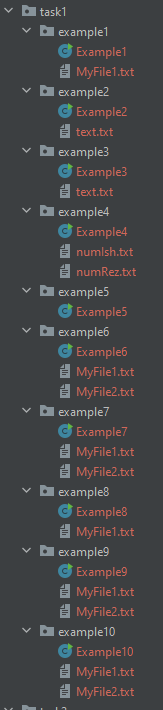 task1
example1
Example1
MyFile1.txt
example2
Example2
text.txt
example3
Example3
text.txt
example4
Example4
numIsh.txt
numRez.txt
example5
Example5
example6
Example6
MyFile1.txt
MyFile2.txt
example7
Example7
MyFile1.txt
MyFile2.txt
example8
Example8
MyFile1.txt
example9
Example9
MyFile1.txt
MyFile2.txt
example10
Example10
MyFile1.txt
MyFile2.txt